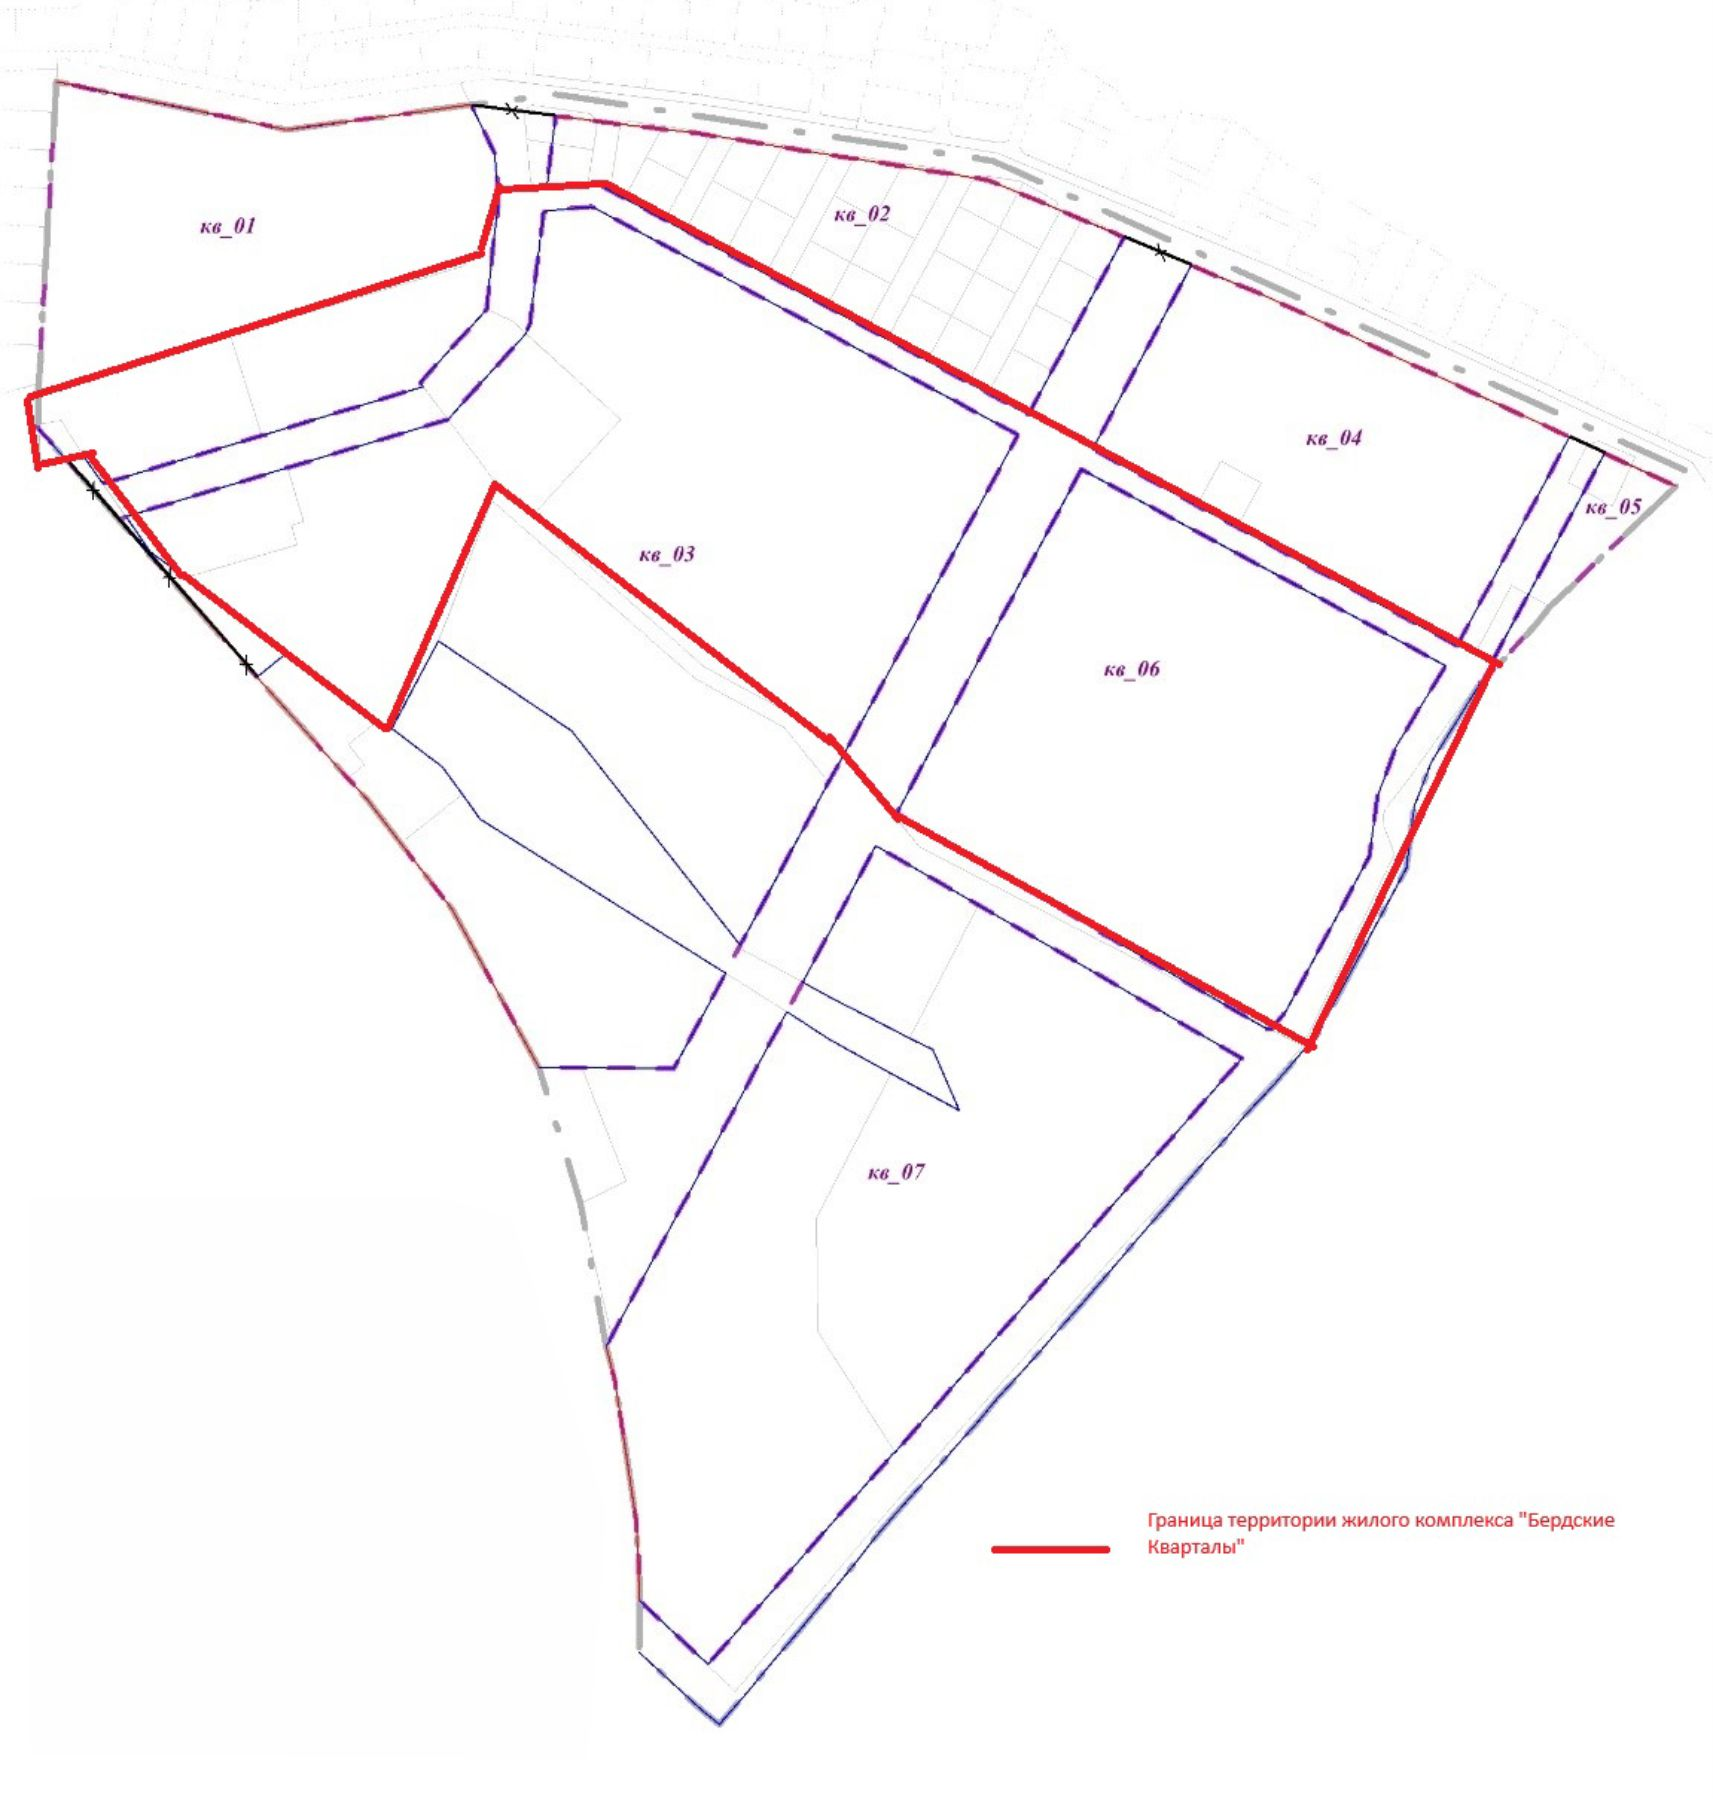 кв_01
кв_02
кв_04
кв_05
кв_03
кв_06
кв_07
Граница территории жилого комплекса "Бердские
Кварталы"